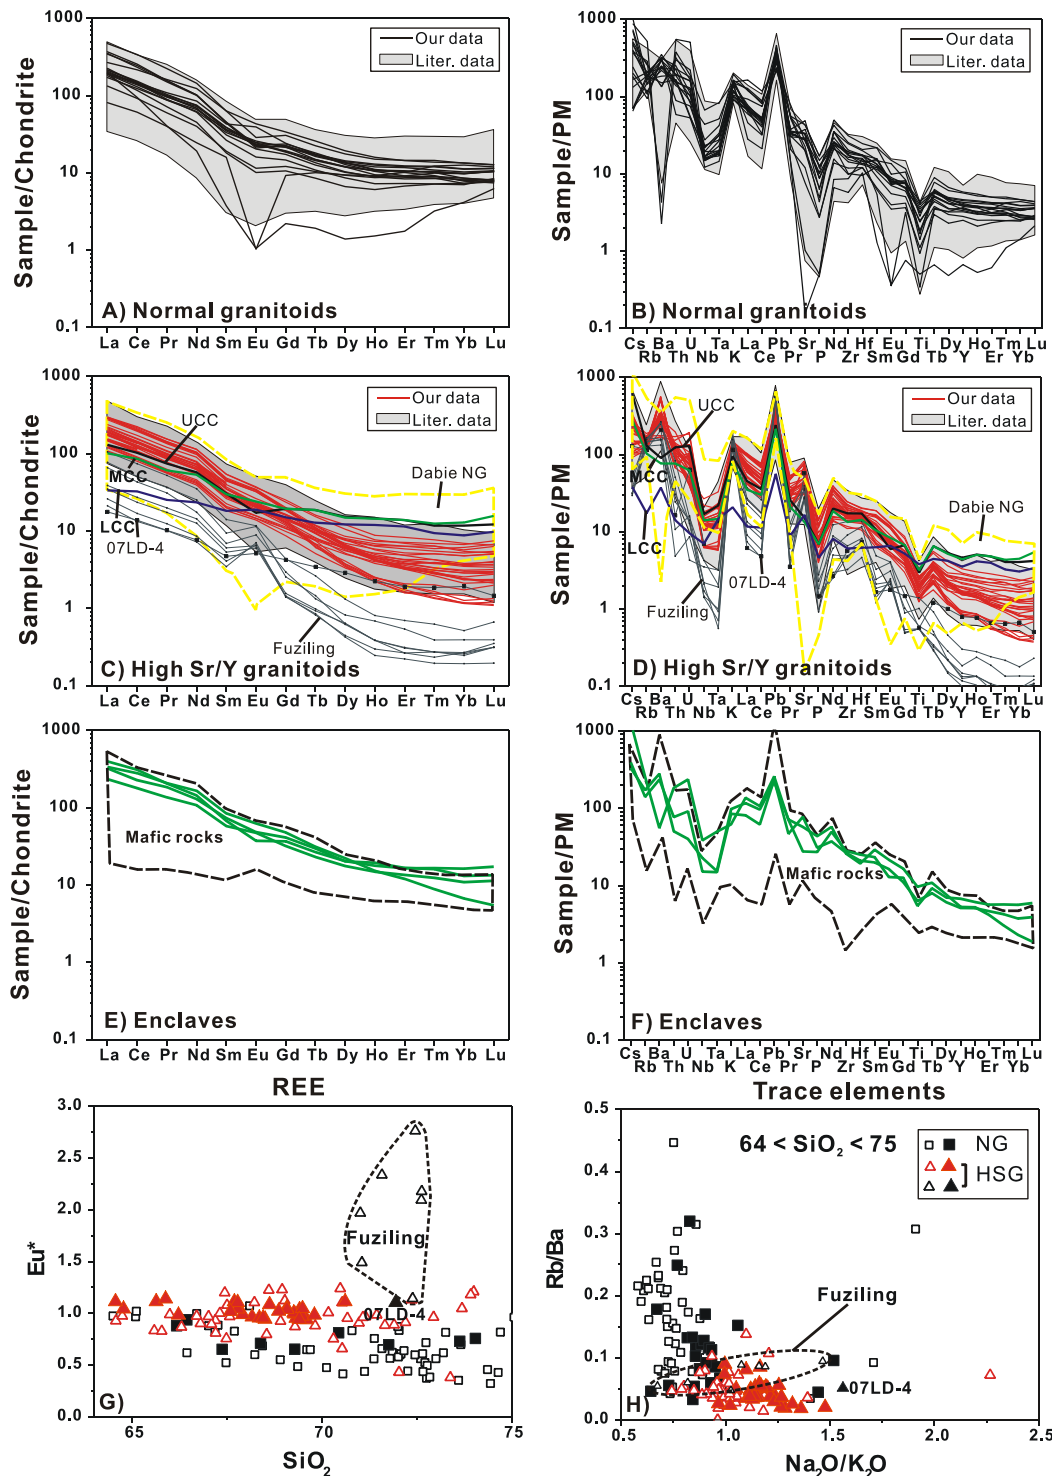 1000
100
10
1
0.1
Sample/Chondrite
Our data
Liter. data
A) Normal granitoids
La Ce Pr Nd Sm Eu Gd Tb Dy Ho Er Tm Yb Lu
1000
100
10
1
0.1
Sample/PM
Our data
Liter. data
B) Normal granitoids
Cs Ba U Ta La Pb Sr Nd Hf Eu Ti Dy Ho Tm Lu
Rb Th Nb K Ce Pr P Zr Sm Gd Tb Y Er Yb
1000
100
10
1
0.1
Sample/Chondrite
Our data
Liter. data
UCC
MCC
LCC
07LD-4
Dabie NG
Fuziling
C) High Sr/Y granitoids
La Ce Pr Nd Sm Eu Gd Tb Dy Ho Er Tm Yb Lu
1000
100
10
1
0.1
Sample/PM
Our data
Liter. data
UCC
MCC
LCC
Dabie NG
07LD-4
Fuziling
D) High Sr/Y granitoids
Cs Ba U Ta La Pb Sr Nd Hf Eu Ti Dy Ho Tm Lu
Rb Th Nb K Ce Pr P Zr Sm Gd Tb Y Er Yb
1000
100
10
1
0.1
Sample/Chondrite
Mafic rocks
E) Enclaves
La Ce Pr Nd Sm Eu Gd Tb Dy Ho Er Tm Yb Lu
REE
1000
100
10
1
0.1
Sample/PM
Mafic rocks
F) Enclaves
Cs Ba U Ta La Pb Sr Nd Hf Eu Ti Dy Ho Tm Lu
Rb Th Nb K Ce Pr P Zr Sm Gd Tb Y Er Yb
Trace elements
3.0
2.5
2.0
1.5
1.0
0.5
0.0
Eu*
Fuziling
07LD-4
G)
65 70 75
SiO₂
0.5
0.4
0.3
0.2
0.1
0.0
Rb/Ba
64 < SiO₂ < 75
NG
HSG
Fuziling
07LD-4
H)
0.5 1.0 1.5 2.0 2.5
Na₂O/K₂O